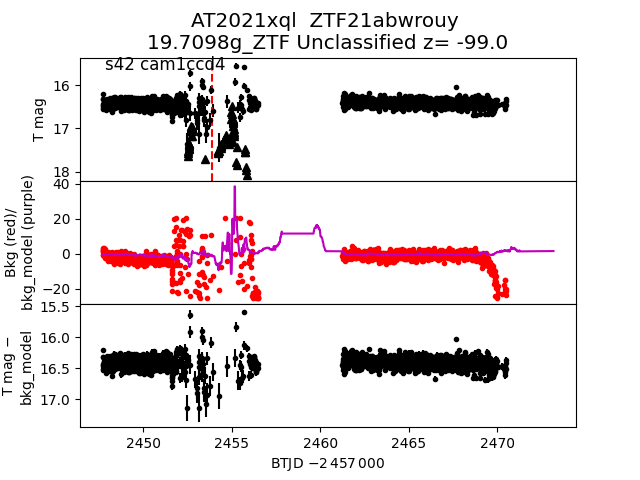 AT2021xql  ZTF21abwrouy
19.7098g_ZTF Unclassified z= -99.0
s42 cam1ccd4
T mag
16
17
18
Bkg (red)/
bkg_model (purple)
40
20
0
−20
T mag −
bkg_model
15.5
16.0
16.5
17.0
2450 2455 2460 2465 2470
BTJD −2 457 000